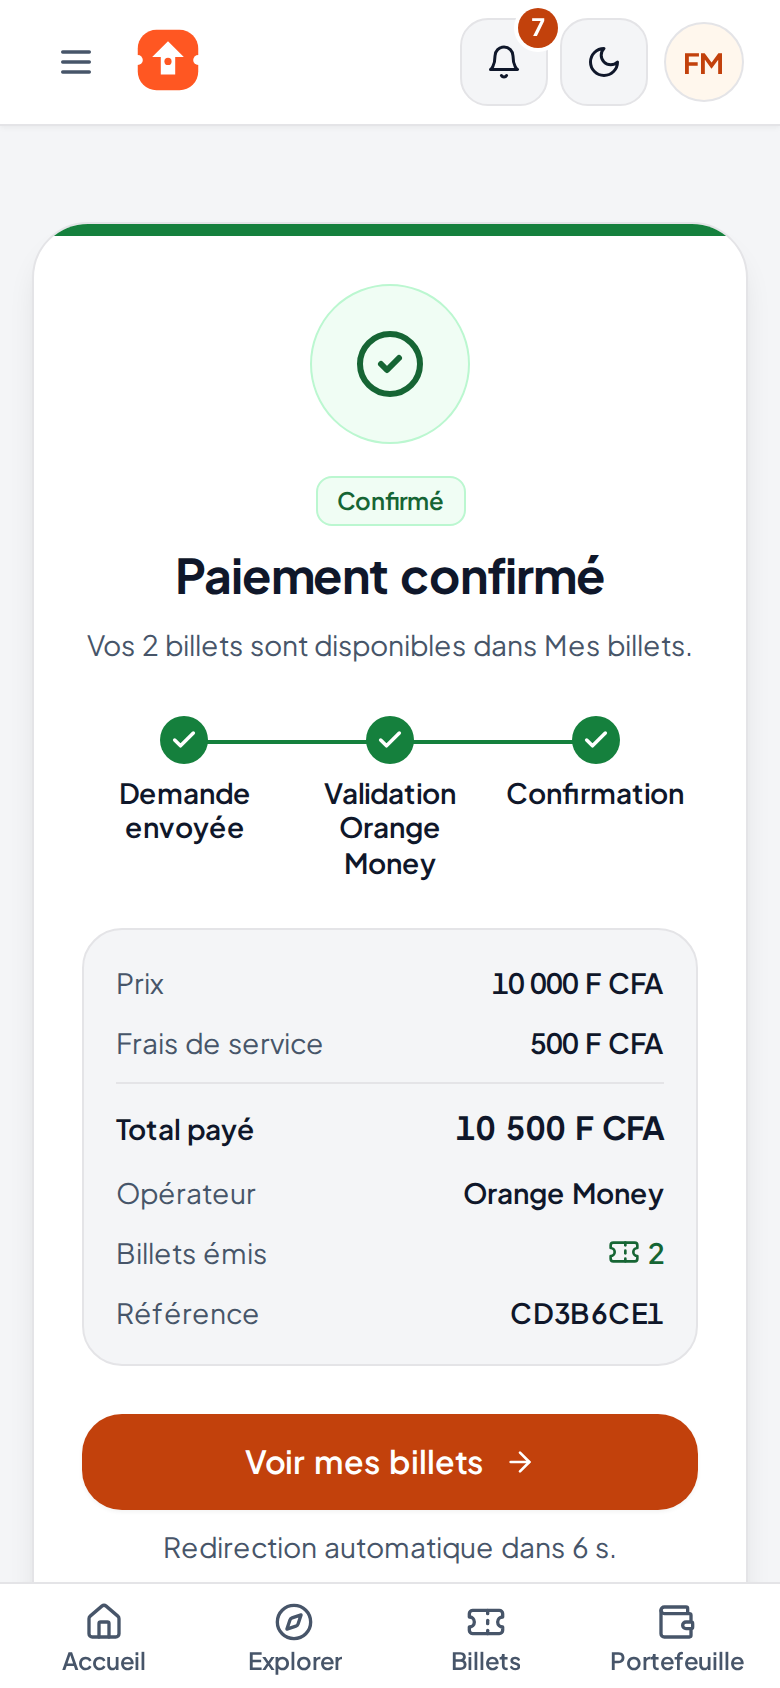 7
FM
Confirmé
Paiement confirmé
Vos 2 billets sont disponibles dans Mes billets.
Demande envoyée
Validation Orange Money
Confirmation
Prix 10 000 F CFA
Frais de service 500 F CFA
Total payé 10 500 F CFA
Opérateur Orange Money
Billets émis 2
Référence CD3B6CE1
Voir mes billets
Redirection automatique dans 6 s.
Accueil Explorer Billets Portefeuille